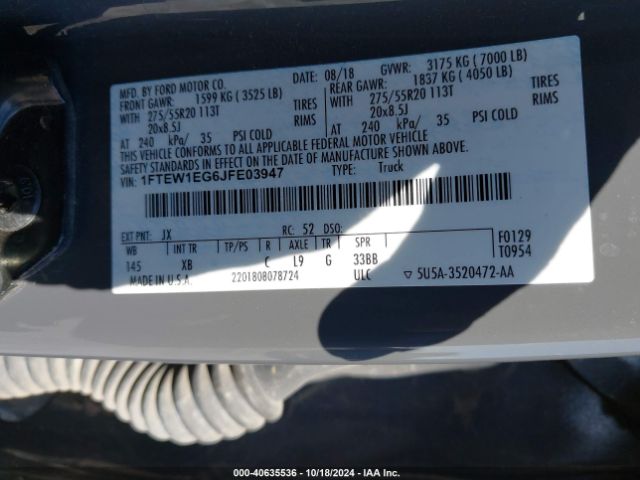 MFD. BY FORD MOTOR CO. DATE: 08/18 GVWR: 3175 KG ( 7000 LB)
FRONT GAWR: 1599 KG ( 3525 LB) REAR GAWR: 1837 KG ( 4050 LB)
WITH 275/55R20 113T TIRES WITH 275/55R20 113T TIRES
20x8.5J RIMS 20x8.5J RIMS
AT 240 kPa/ 35 PSI COLD AT 240 kPa/ 35 PSI COLD
THIS VEHICLE CONFORMS TO ALL APPLICABLE FEDERAL MOTOR VEHICLE
SAFETY STANDARDS IN EFFECT ON THE DATE OF MANUFACTURE SHOWN ABOVE.
VIN: 1FTEW1EG6JFE03947 TYPE: Truck
EXT PNT: JX RC: 52 DSO: F0129
WB INT TR TP/PS R AXLE TR SPR T0954
145 XB C L9 G 33BB
MADE IN U.S.A. 2201808078724 ULC ▽ 5U5A-3520472-AA
000-40635536 | 10/18/2024 - IAA Inc.